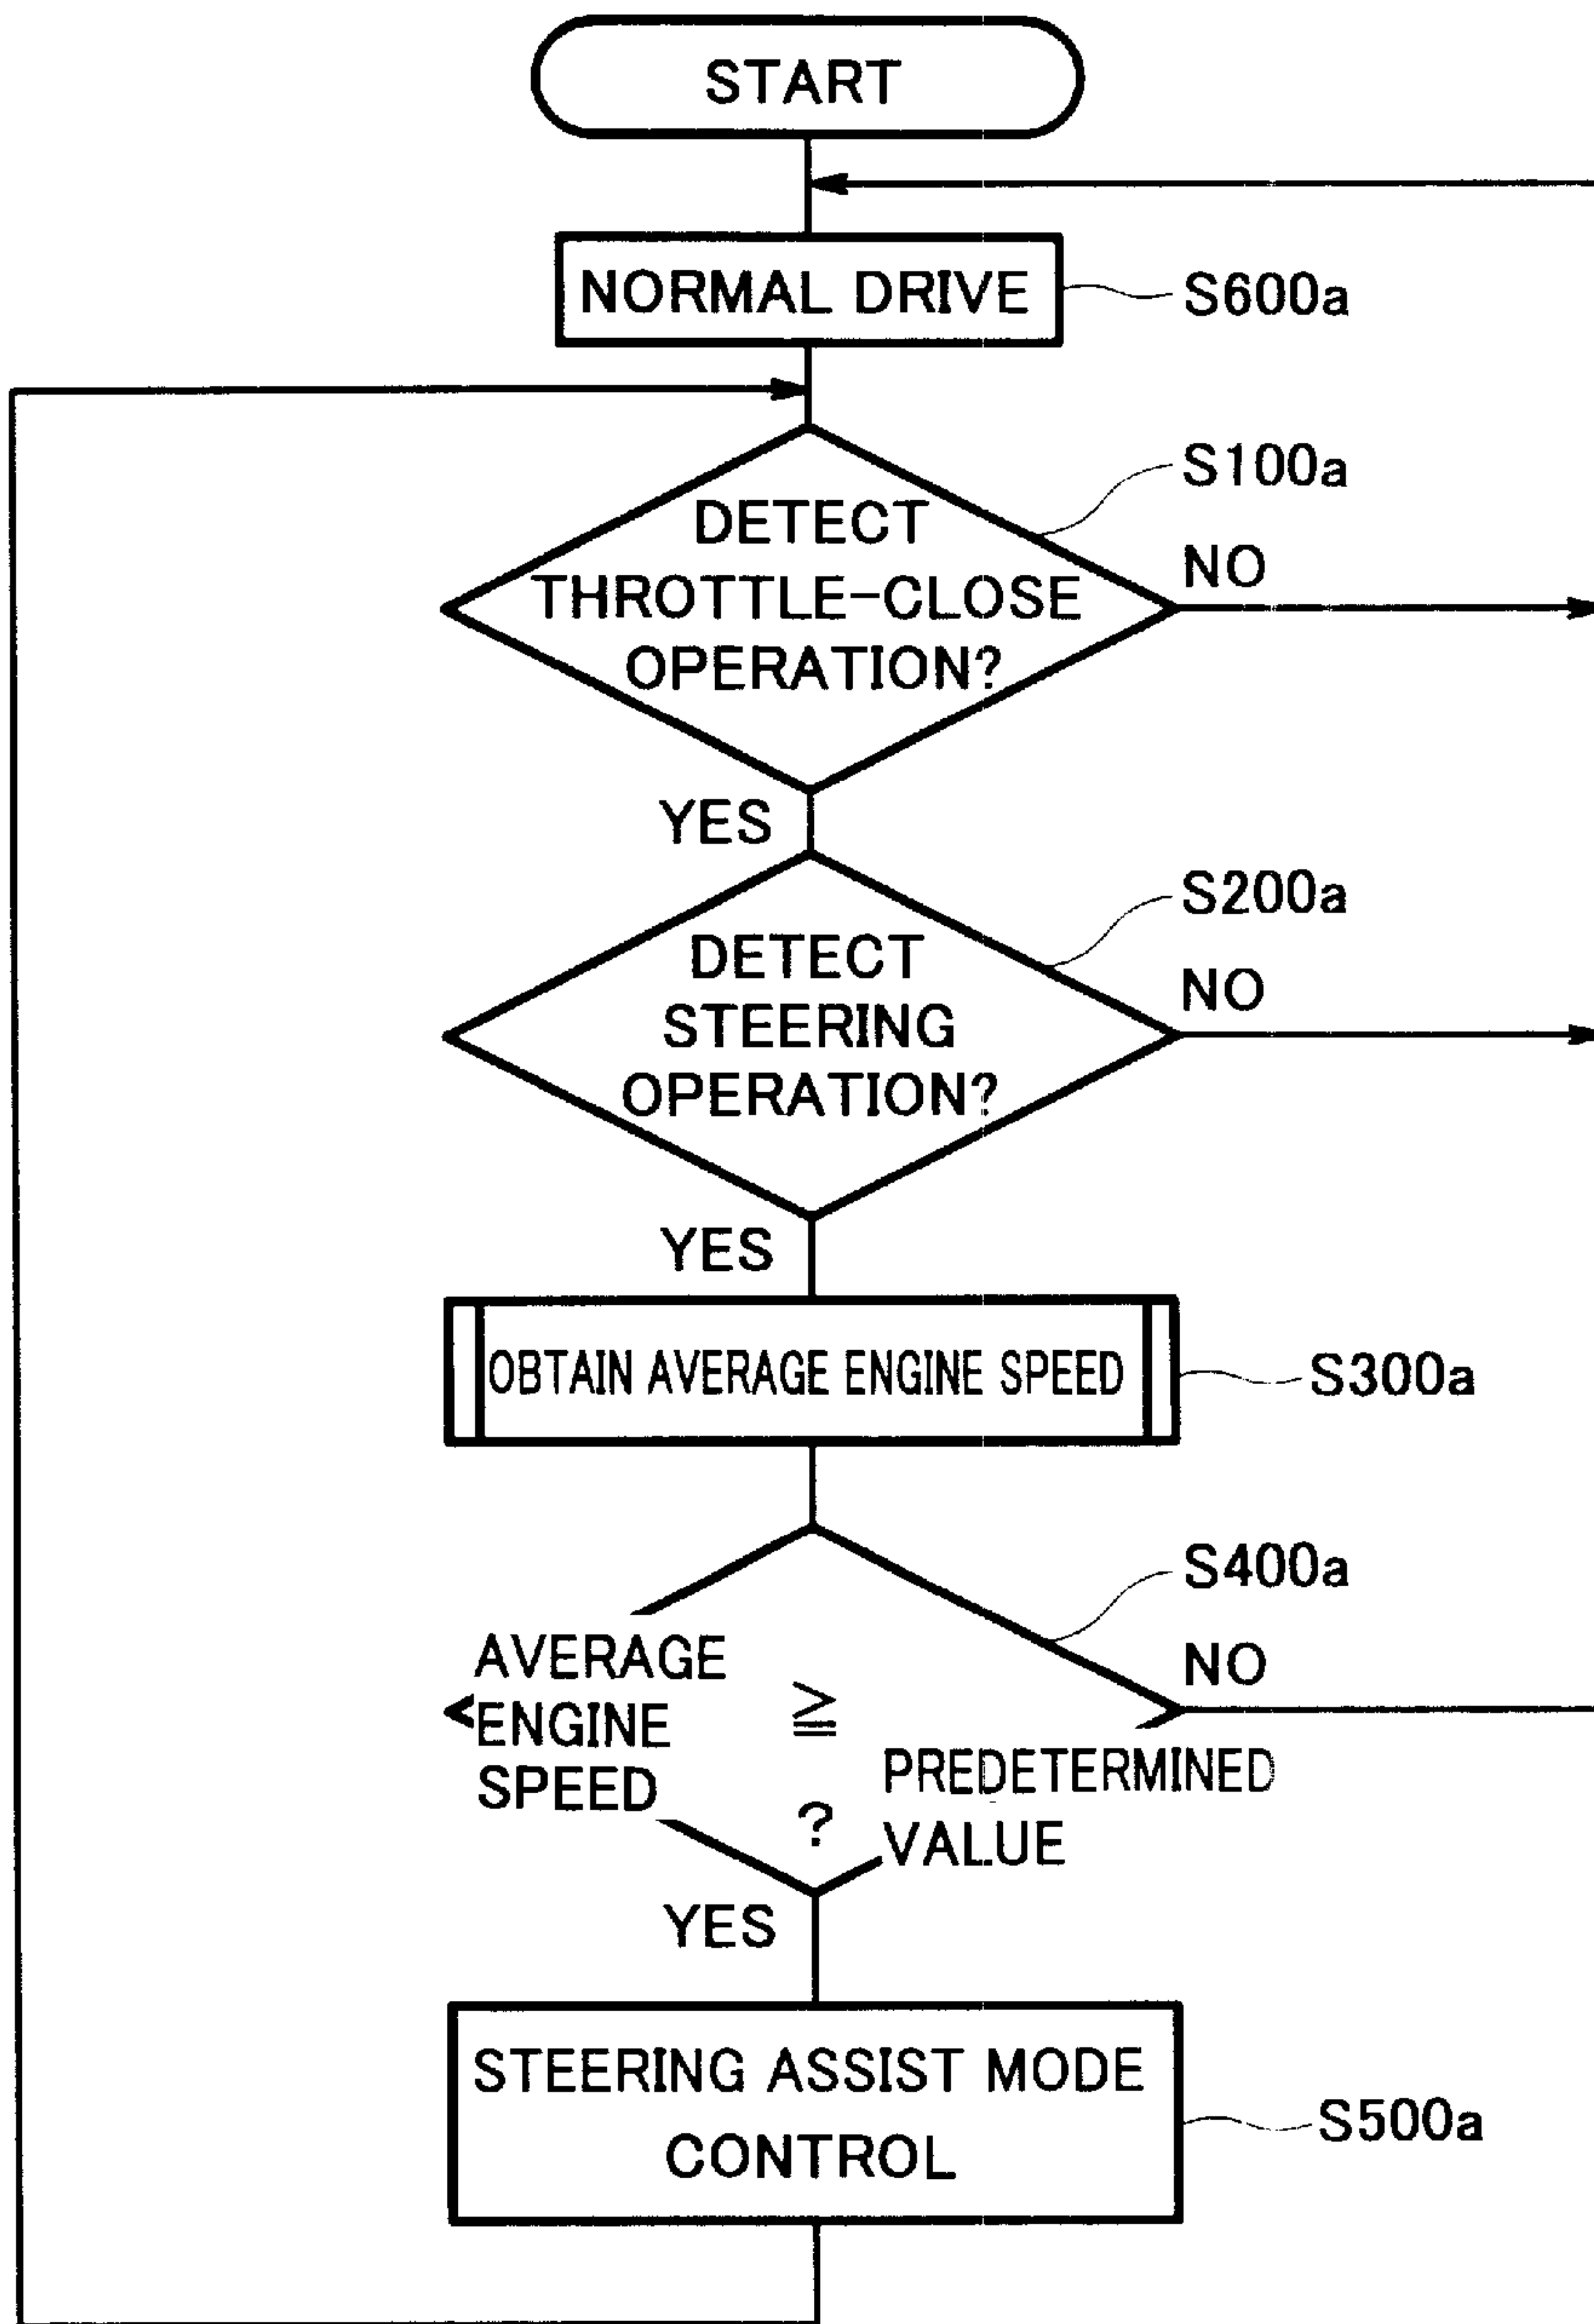 START
NORMAL DRIVE
S600a
S100a
DETECT
THROTTLE-CLOSE
OPERATION?
NO
YES
S200a
DETECT
STEERING
OPERATION?
NO
YES
OBTAIN AVERAGE ENGINE SPEED
S300a
S400a
AVERAGE
ENGINE
SPEED
≧
?
PREDETERMINED
VALUE
NO
YES
STEERING ASSIST MODE
CONTROL
S500a